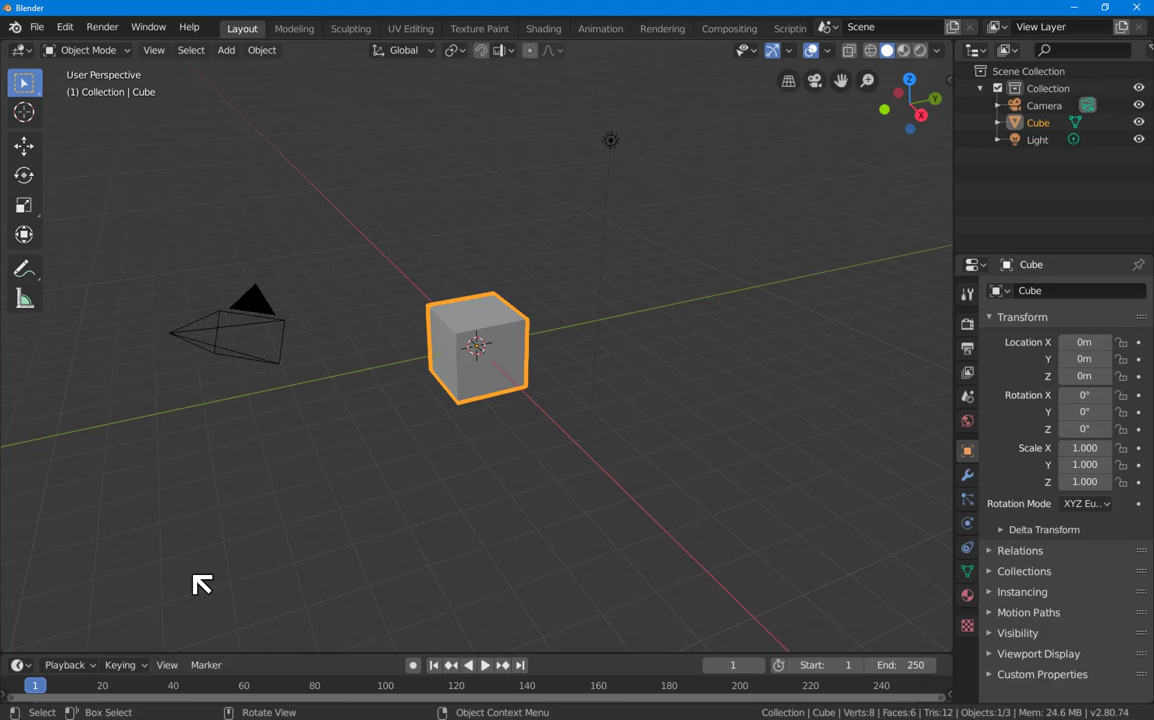 Blender
File Edit Render Window Help Layout Modeling Sculpting UV Editing Texture Paint Shading Animation Rendering Compositing Scriptin Scene View Layer
Object Mode View Select Add Object Global
User Perspective
(1) Collection | Cube
Z
Y
X
Scene Collection
Collection
Camera
Cube
Light
Cube
Cube
Transform
Location X 0m
Y 0m
Z 0m
Rotation X 0°
Y 0°
Z 0°
Scale X 1.000
Y 1.000
Z 1.000
Rotation Mode XYZ Eu..
Delta Transform
Relations
Collections
Instancing
Motion Paths
Visibility
Viewport Display
Custom Properties
Playback Keying View Marker 1 Start: 1 End: 250
1 20 40 60 80 100 120 140 160 180 200 220 240
Select Box Select Rotate View Object Context Menu Collection | Cube | Verts:8 | Faces:6 | Tris:12 | Objects:1/3 | Mem: 24.6 MB | v2.80.74